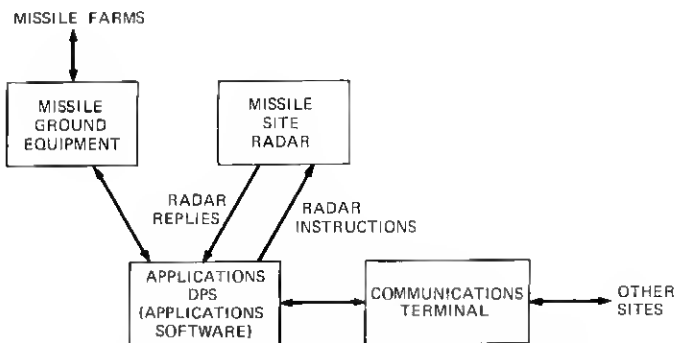 MISSILE FARMS
MISSILE
GROUND
EQUIPMENT
MISSILE
SITE
RADAR
RADAR
REPLIES
RADAR
INSTRUCTIONS
APPLICATIONS
DPS
(APPLICATIONS
SOFTWARE)
COMMUNICATIONS
TERMINAL
OTHER
SITES